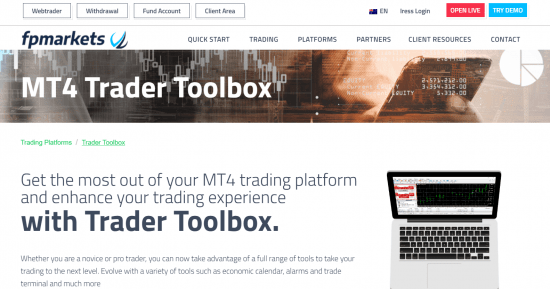 Webtrader Withdrawal Fund Account Client Area EN Iress Login OPEN LIVE TRY DEMO
fpmarkets QUICK START TRADING PLATFORMS PARTNERS CLIENT RESOURCES CONTACT
MT4 Trader Toolbox
Trading Platforms / Trader Toolbox
Get the most out of your MT4 trading platform
and enhance your trading experience
with Trader Toolbox.
Whether you are a novice or pro trader, you can now take advantage of a full range of tools to take your
trading to the next level. Evolve with a variety of tools such as economic calendar, alarms and trade
terminal and much more